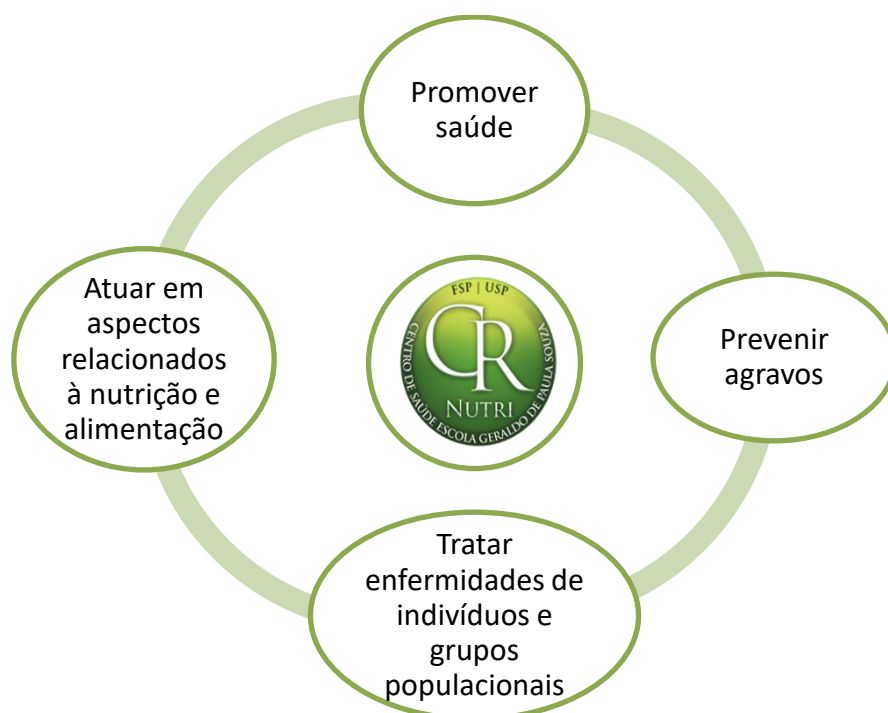 Promover
saúde
Atuar em
aspectos
relacionados
à nutrição e
alimentação
FSP | USP
CR
NUTRI
CENTRO DE SAÚDE ESCOLA GERALDO DE PAULA SOUZA
Prevenir
agravos
Tratar
enfermidades de
indivíduos e
grupos
populacionais